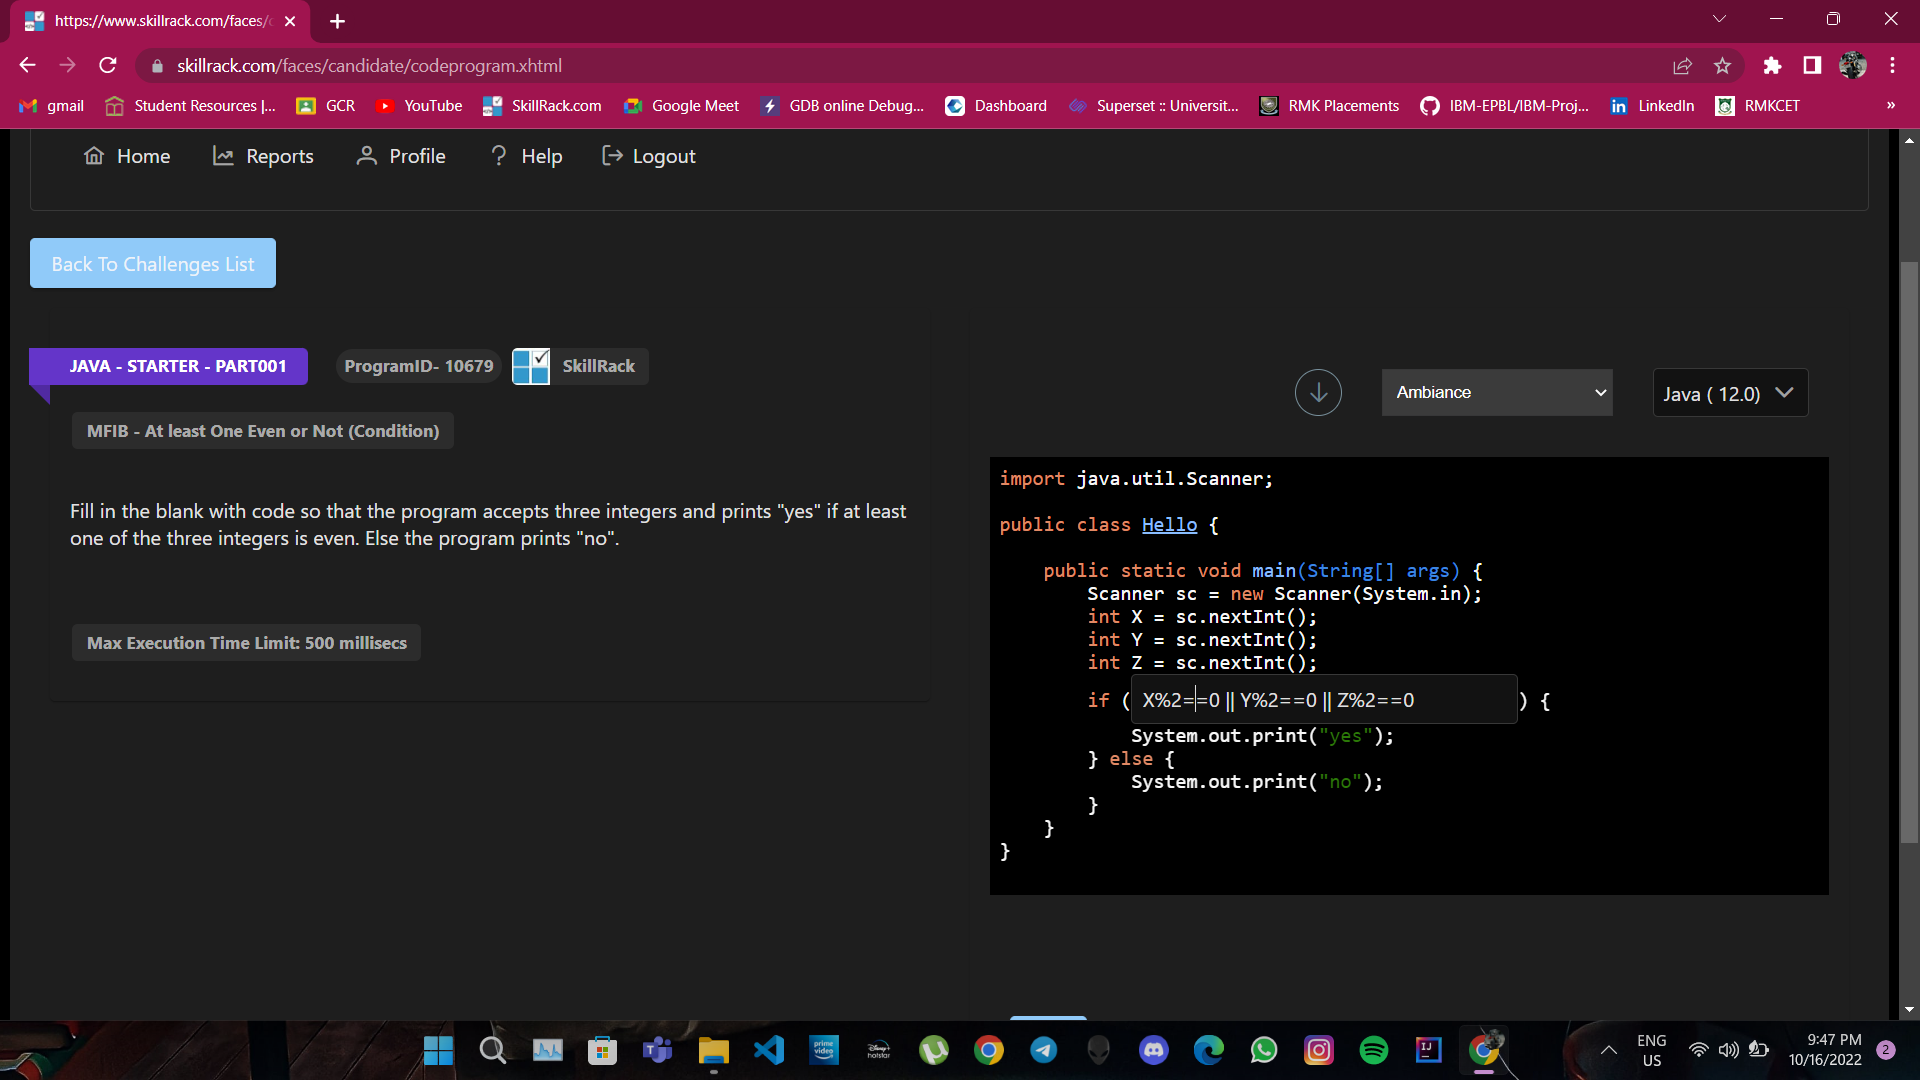 https://www.skillrack.com/faces/c
skillrack.com/faces/candidate/codeprogram.xhtml
gmail Student Resources |... GCR YouTube SkillRack.com Google Meet GDB online Debug... Dashboard Superset :: Universit... RMK Placements IBM-EPBL/IBM-Proj... LinkedIn RMKCET »
Home Reports Profile Help Logout
Back To Challenges List
JAVA - STARTER - PART001 ProgramID- 10679 SkillRack
Ambiance Java ( 12.0)
MFIB - At least One Even or Not (Condition)
Fill in the blank with code so that the program accepts three integers and prints "yes" if at least
one of the three integers is even. Else the program prints "no".
Max Execution Time Limit: 500 millisecs
import java.util.Scanner;
public class Hello {
public static void main(String[] args) {
Scanner sc = new Scanner(System.in);
int X = sc.nextInt();
int Y = sc.nextInt();
int Z = sc.nextInt();
if ( X%2==0 || Y%2==0 || Z%2==0 ) {
System.out.print("yes");
} else {
System.out.print("no");
}
}
}
prime video
Disney+ hotstar
IJ
ENG
US
9:47 PM
10/16/2022
2